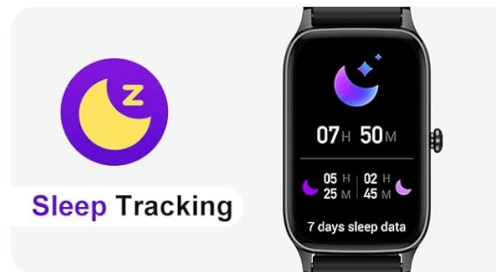 Z
Sleep Tracking
07 H 50 M
05 H 02 H
25 M 45 M
7 days sleep data